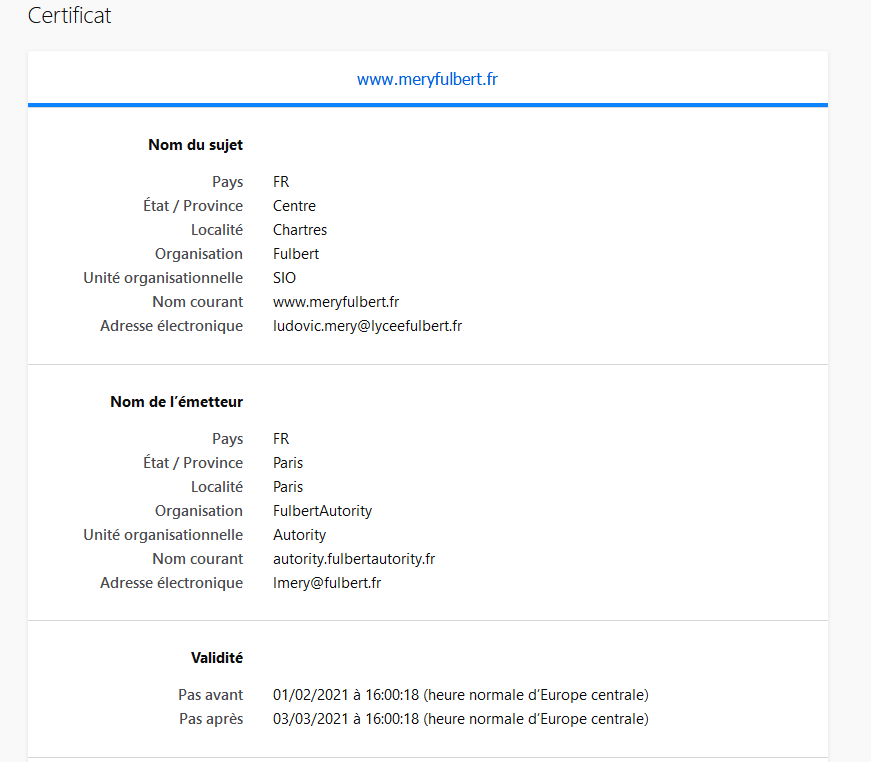 Certificat
www.meryfulbert.fr
Nom du sujet
Pays FR
État / Province Centre
Localité Chartres
Organisation Fulbert
Unité organisationnelle SIO
Nom courant www.meryfulbert.fr
Adresse électronique ludovic.mery@lyceefulbert.fr
Nom de l’émetteur
Pays FR
État / Province Paris
Localité Paris
Organisation FulbertAutority
Unité organisationnelle Autority
Nom courant autority.fulbertautority.fr
Adresse électronique lmery@fulbert.fr
Validité
Pas avant 01/02/2021 à 16:00:18 (heure normale d’Europe centrale)
Pas après 03/03/2021 à 16:00:18 (heure normale d’Europe centrale)